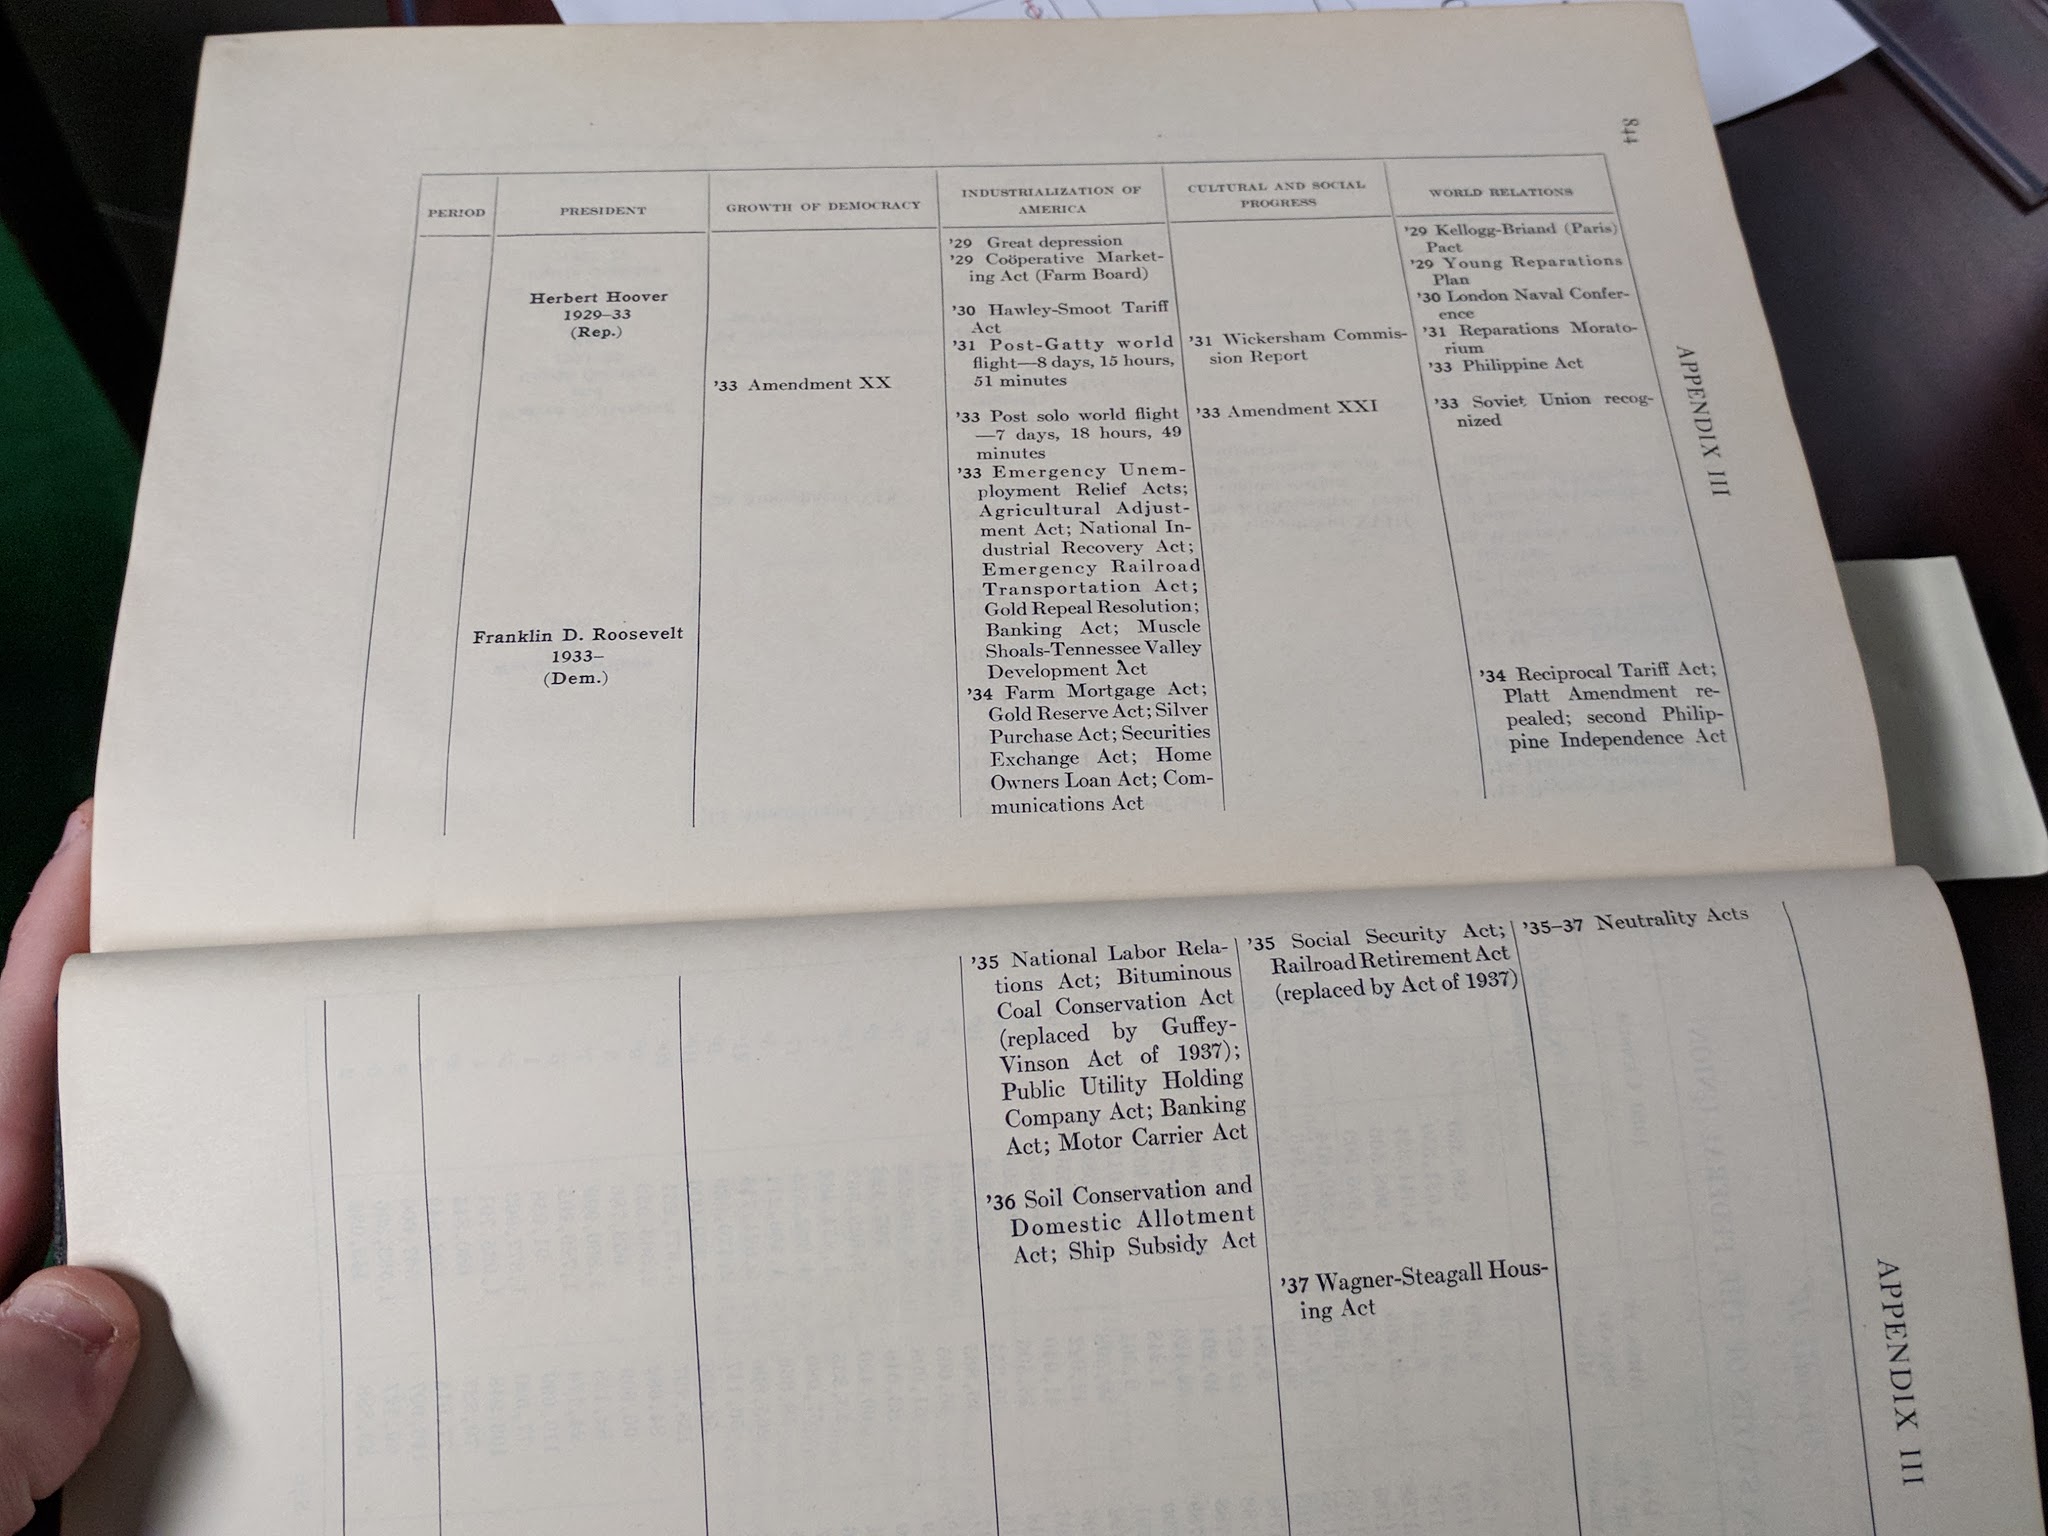 844
APPENDIX III
PERIOD
PRESIDENT
GROWTH OF DEMOCRACY
INDUSTRIALIZATION OF
AMERICA
CULTURAL AND SOCIAL
PROGRESS
WORLD RELATIONS
Herbert Hoover
1929–33
(Rep.)
Franklin D. Roosevelt
1933–
(Dem.)
'33 Amendment XX
'29 Great depression
'29 Coöperative Market-
ing Act (Farm Board)
'30 Hawley-Smoot Tariff
Act
'31 Post-Gatty world
flight—8 days, 15 hours,
51 minutes
'33 Post solo world flight
—7 days, 18 hours, 49
minutes
'33 Emergency Unem-
ployment Relief Acts;
Agricultural Adjust-
ment Act; National In-
dustrial Recovery Act;
Emergency Railroad
Transportation Act;
Gold Repeal Resolution;
Banking Act; Muscle
Shoals-Tennessee Valley
Development Act
'34 Farm Mortgage Act;
Gold Reserve Act; Silver
Purchase Act; Securities
Exchange Act; Home
Owners Loan Act; Com-
munications Act
'31 Wickersham Commis-
sion Report
'33 Amendment XXI
'29 Kellogg-Briand (Paris)
Pact
'29 Young Reparations
Plan
'30 London Naval Confer-
ence
'31 Reparations Morato-
rium
'33 Philippine Act
'33 Soviet Union recog-
nized
'34 Reciprocal Tariff Act;
Platt Amendment re-
pealed; second Philip-
pine Independence Act
'35 National Labor Rela-
tions Act; Bituminous
Coal Conservation Act
(replaced by Guffey-
Vinson Act of 1937);
Public Utility Holding
Company Act; Banking
Act; Motor Carrier Act
'36 Soil Conservation and
Domestic Allotment
Act; Ship Subsidy Act
'35 Social Security Act;
Railroad Retirement Act
(replaced by Act of 1937)
'37 Wagner-Steagall Hous-
ing Act
'35–37 Neutrality Acts
APPENDIX III